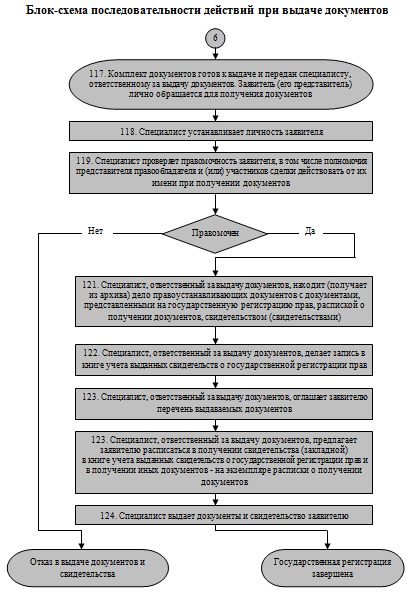 Блок-схема последовательности действий при выдаче документов
6
117. Комплект документов готов к выдаче и передан специалисту,
ответственному за выдачу документов. Заявитель (его представитель)
лично обращается для получения документов
118. Специалист устанавливает личность заявителя
119. Специалист проверяет правомочность заявителя, в том числе полномочия
представителя правообладателя и (или) участников сделки действовать от их
имени при получении документов
Нет
Правомочен
Да
121. Специалист, ответственный за выдачу документов, находит (получает
из архива) дело правоустанавливающих документов с документами,
представленными на государственную регистрацию прав, распиской о
получении документов, свидетельством (свидетельствами)
122. Специалист, ответственный за выдачу документов, делает запись в
книге учета выданных свидетельств о государственной регистрации прав
123. Специалист, ответственный за выдачу документов, оглашает заявителю
перечень выдаваемых документов
123. Специалист, ответственный за выдачу документов, предлагает
заявителю расписаться в получении свидетельства (закладной)
в книге учета выданных свидетельств о государственной регистрации прав и
в получении иных документов - на экземпляре расписки о получении
документов
124. Специалист выдает документы и свидетельство заявителю
Отказ в выдаче документов и
свидетельства
Государственная регистрация
завершена